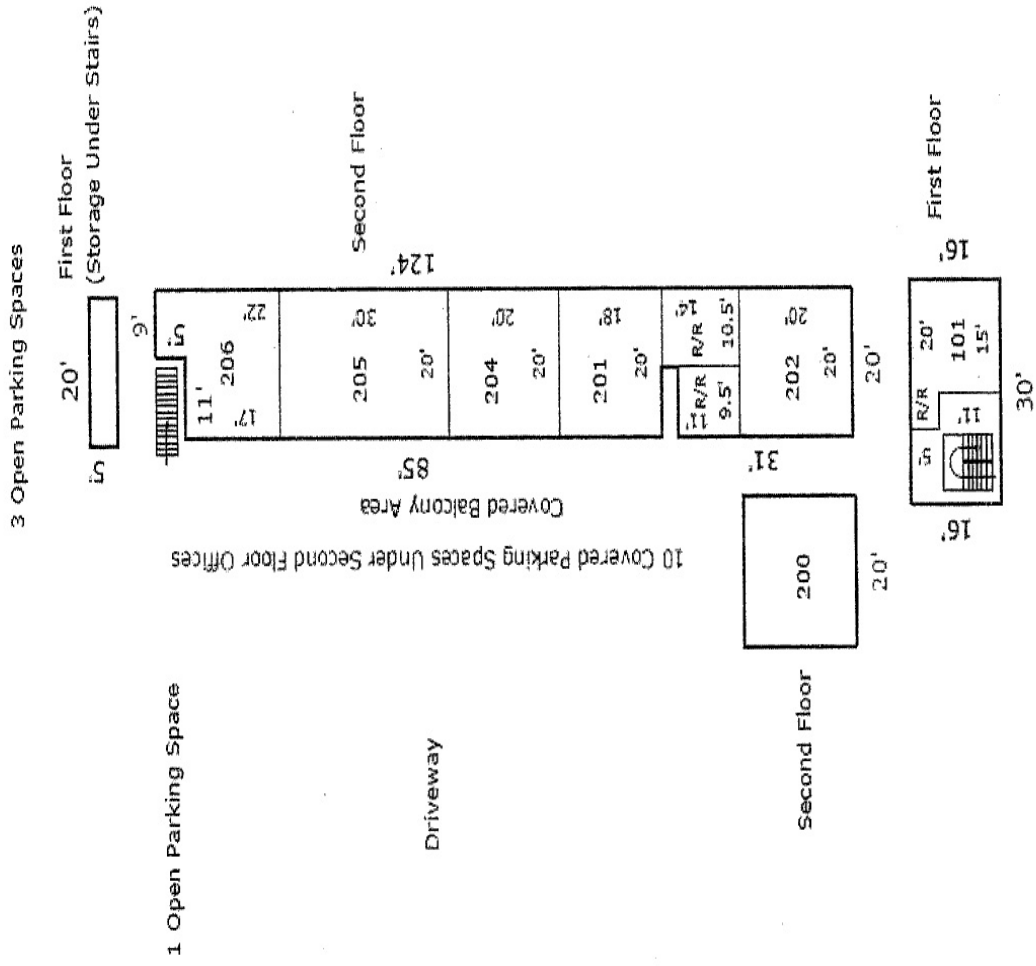 3 Open Parking Spaces
First Floor
(Storage Under Stairs)
20'
5'
9'
5'
11'
206
22'
17'
205
30'
20'
204
20'
20'
201
18'
20'
R/R
14'
10.5'
11'
R/R
9.5'
202
20'
20'
20'
124'
Second Floor
85'
31'
Covered Balcony Area
10 Covered Parking Spaces Under Second Floor Offices
1 Open Parking Space
Driveway
200
20'
Second Floor
First Floor
16'
R/R
20'
101
15'
5'
11'
16'
30'